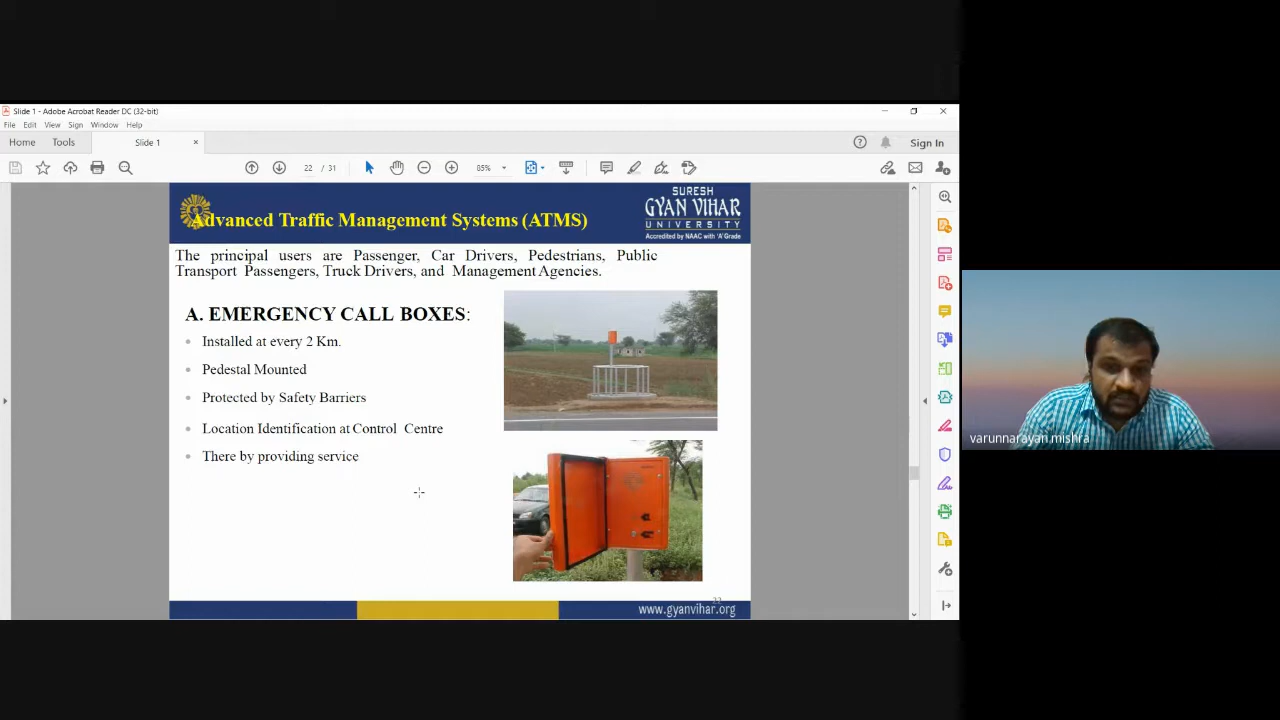 Slide 1 - Adobe Acrobat Reader DC (32-bit)
File Edit View Sign Window Help
Home Tools Slide 1 × Sign In
22 / 31 85%
SURESH
GYAN VIHAR
UNIVERSITY
Accredited by NAAC with 'A' Grade
Advanced Traffic Management Systems (ATMS)
The principal users are Passenger, Car Drivers, Pedestrians, Public
Transport Passengers, Truck Drivers, and Management Agencies.
A. EMERGENCY CALL BOXES:
• Installed at every 2 Km.
• Pedestal Mounted
• Protected by Safety Barriers
• Location Identification at Control Centre
• There by providing service
22
www.gyanvihar.org
varunnarayan mishra